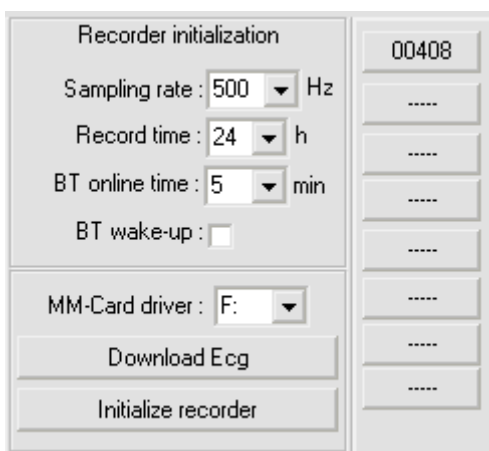 Recorder initialization
Sampling rate : 500 Hz
Record time : 24 h
BT online time : 5 min
BT wake-up :
MM-Card driver : F:
Download Ecg
Initialize recorder
00408
-----
-----
-----
-----
-----
-----
-----